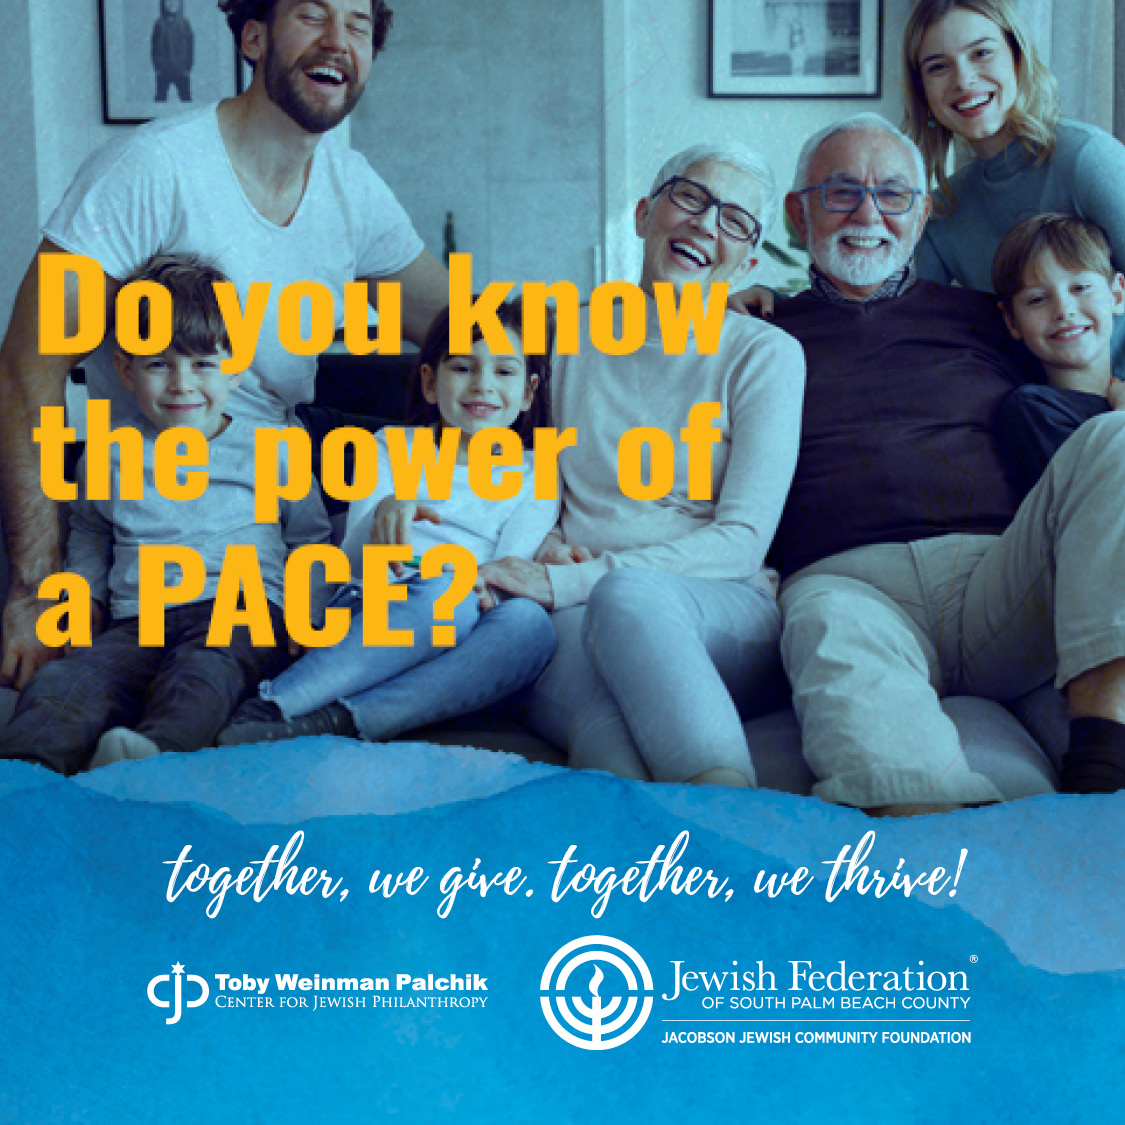 Do you know
the power of
a PACE?
together, we give. together, we thrive!
CJP
Toby Weinman Palchik
CENTER FOR JEWISH PHILANTHROPY
Jewish Federation®
OF SOUTH PALM BEACH COUNTY
JACOBSON JEWISH COMMUNITY FOUNDATION